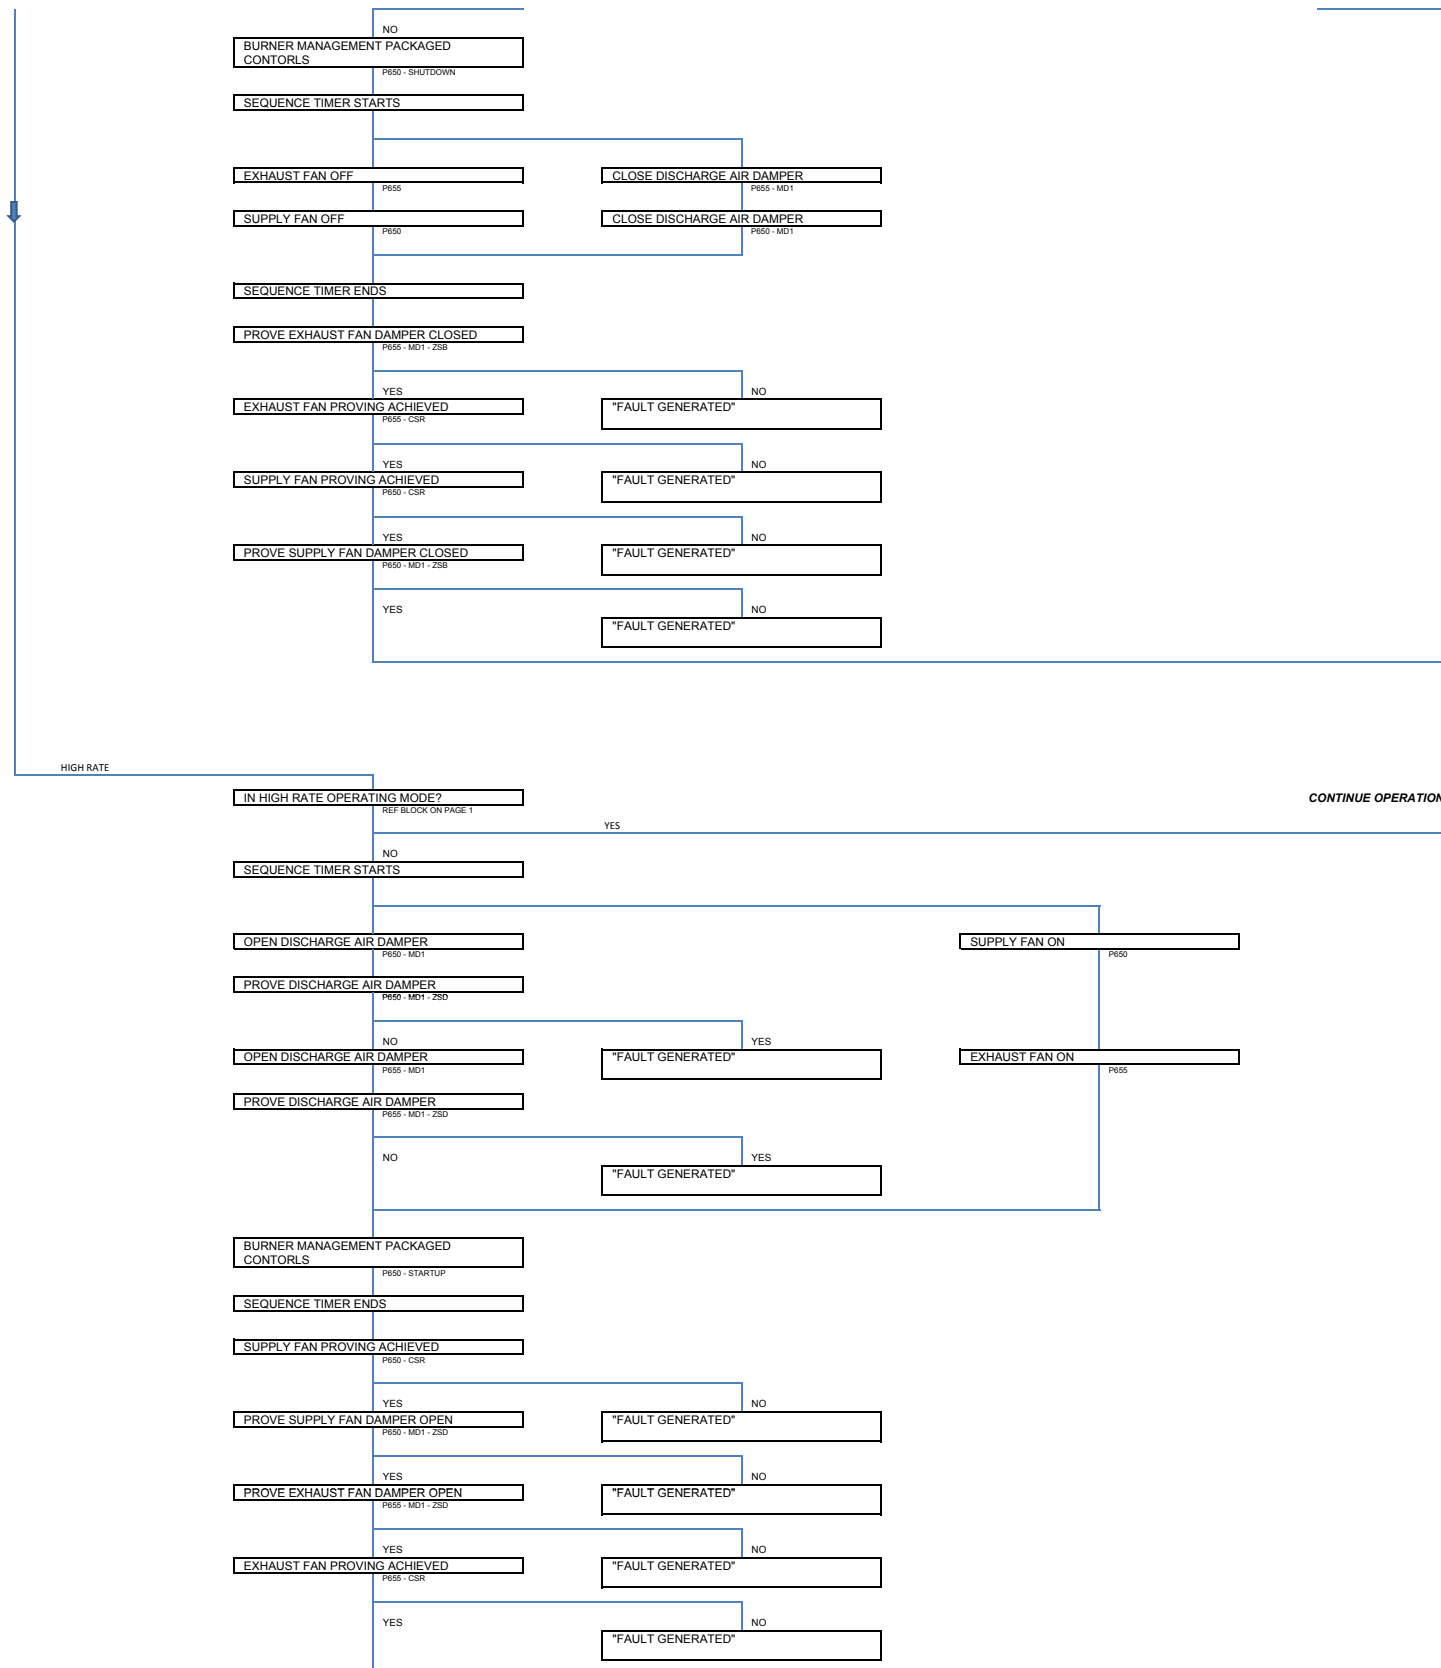 NO
BURNER MANAGEMENT PACKAGED
CONTORLS
P650 - SHUTDOWN
SEQUENCE TIMER STARTS
EXHAUST FAN OFF
CLOSE DISCHARGE AIR DAMPER
P655
P655 - MD1
SUPPLY FAN OFF
CLOSE DISCHARGE AIR DAMPER
P650
P650 - MD1
SEQUENCE TIMER ENDS
PROVE EXHAUST FAN DAMPER CLOSED
P655 - MD1 - ZSB
YES
NO
EXHAUST FAN PROVING ACHIEVED
"FAULT GENERATED"
P655 - CSR
YES
NO
SUPPLY FAN PROVING ACHIEVED
"FAULT GENERATED"
P650 - CSR
YES
NO
PROVE SUPPLY FAN DAMPER CLOSED
"FAULT GENERATED"
P650 - MD1 - ZSB
YES
NO
"FAULT GENERATED"
HIGH RATE
IN HIGH RATE OPERATING MODE?
CONTINUE OPERATION
REF BLOCK ON PAGE 1
YES
NO
SEQUENCE TIMER STARTS
OPEN DISCHARGE AIR DAMPER
SUPPLY FAN ON
P650 - MD1
P650
PROVE DISCHARGE AIR DAMPER
P650 - MD1 - ZSD
NO
YES
OPEN DISCHARGE AIR DAMPER
"FAULT GENERATED"
EXHAUST FAN ON
P655 - MD1
P655
PROVE DISCHARGE AIR DAMPER
P655 - MD1 - ZSD
NO
YES
"FAULT GENERATED"
BURNER MANAGEMENT PACKAGED
CONTORLS
P650 - STARTUP
SEQUENCE TIMER ENDS
SUPPLY FAN PROVING ACHIEVED
P650 - CSR
YES
NO
PROVE SUPPLY FAN DAMPER OPEN
"FAULT GENERATED"
P650 - MD1 - ZSD
YES
NO
PROVE EXHAUST FAN DAMPER OPEN
"FAULT GENERATED"
P655 - MD1 - ZSD
YES
NO
EXHAUST FAN PROVING ACHIEVED
"FAULT GENERATED"
P655 - CSR
YES
NO
"FAULT GENERATED"